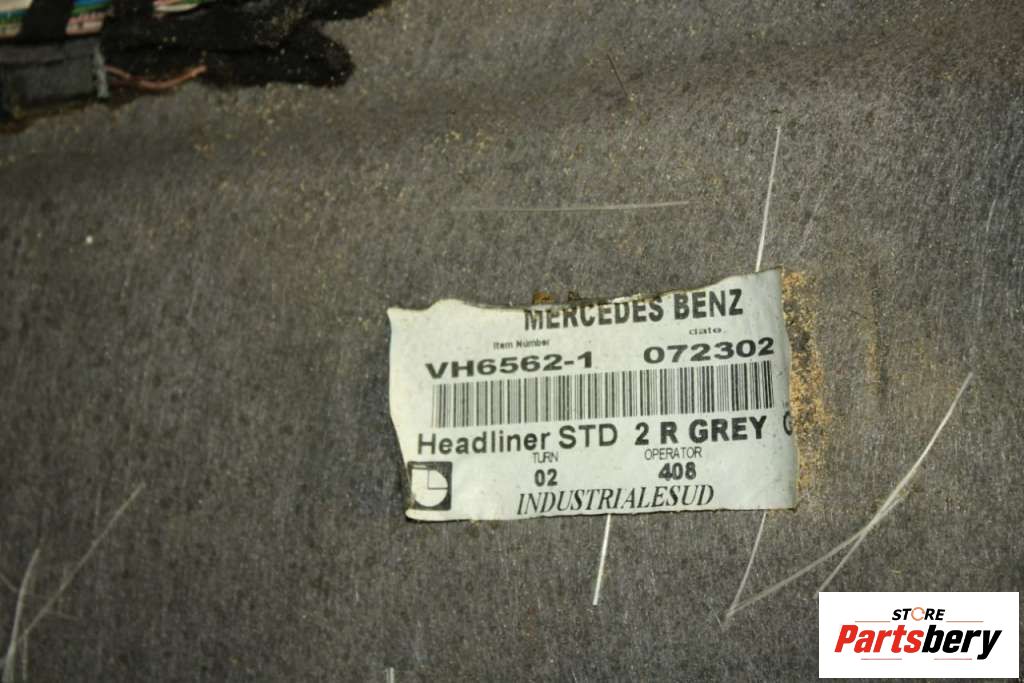 MERCEDES BENZ
Item Number date.
VH6562-1 072302
Headliner STD 2 R GREY
TURN OPERATOR
02 408
INDUSTRIALESUD
STORE
Partsbery